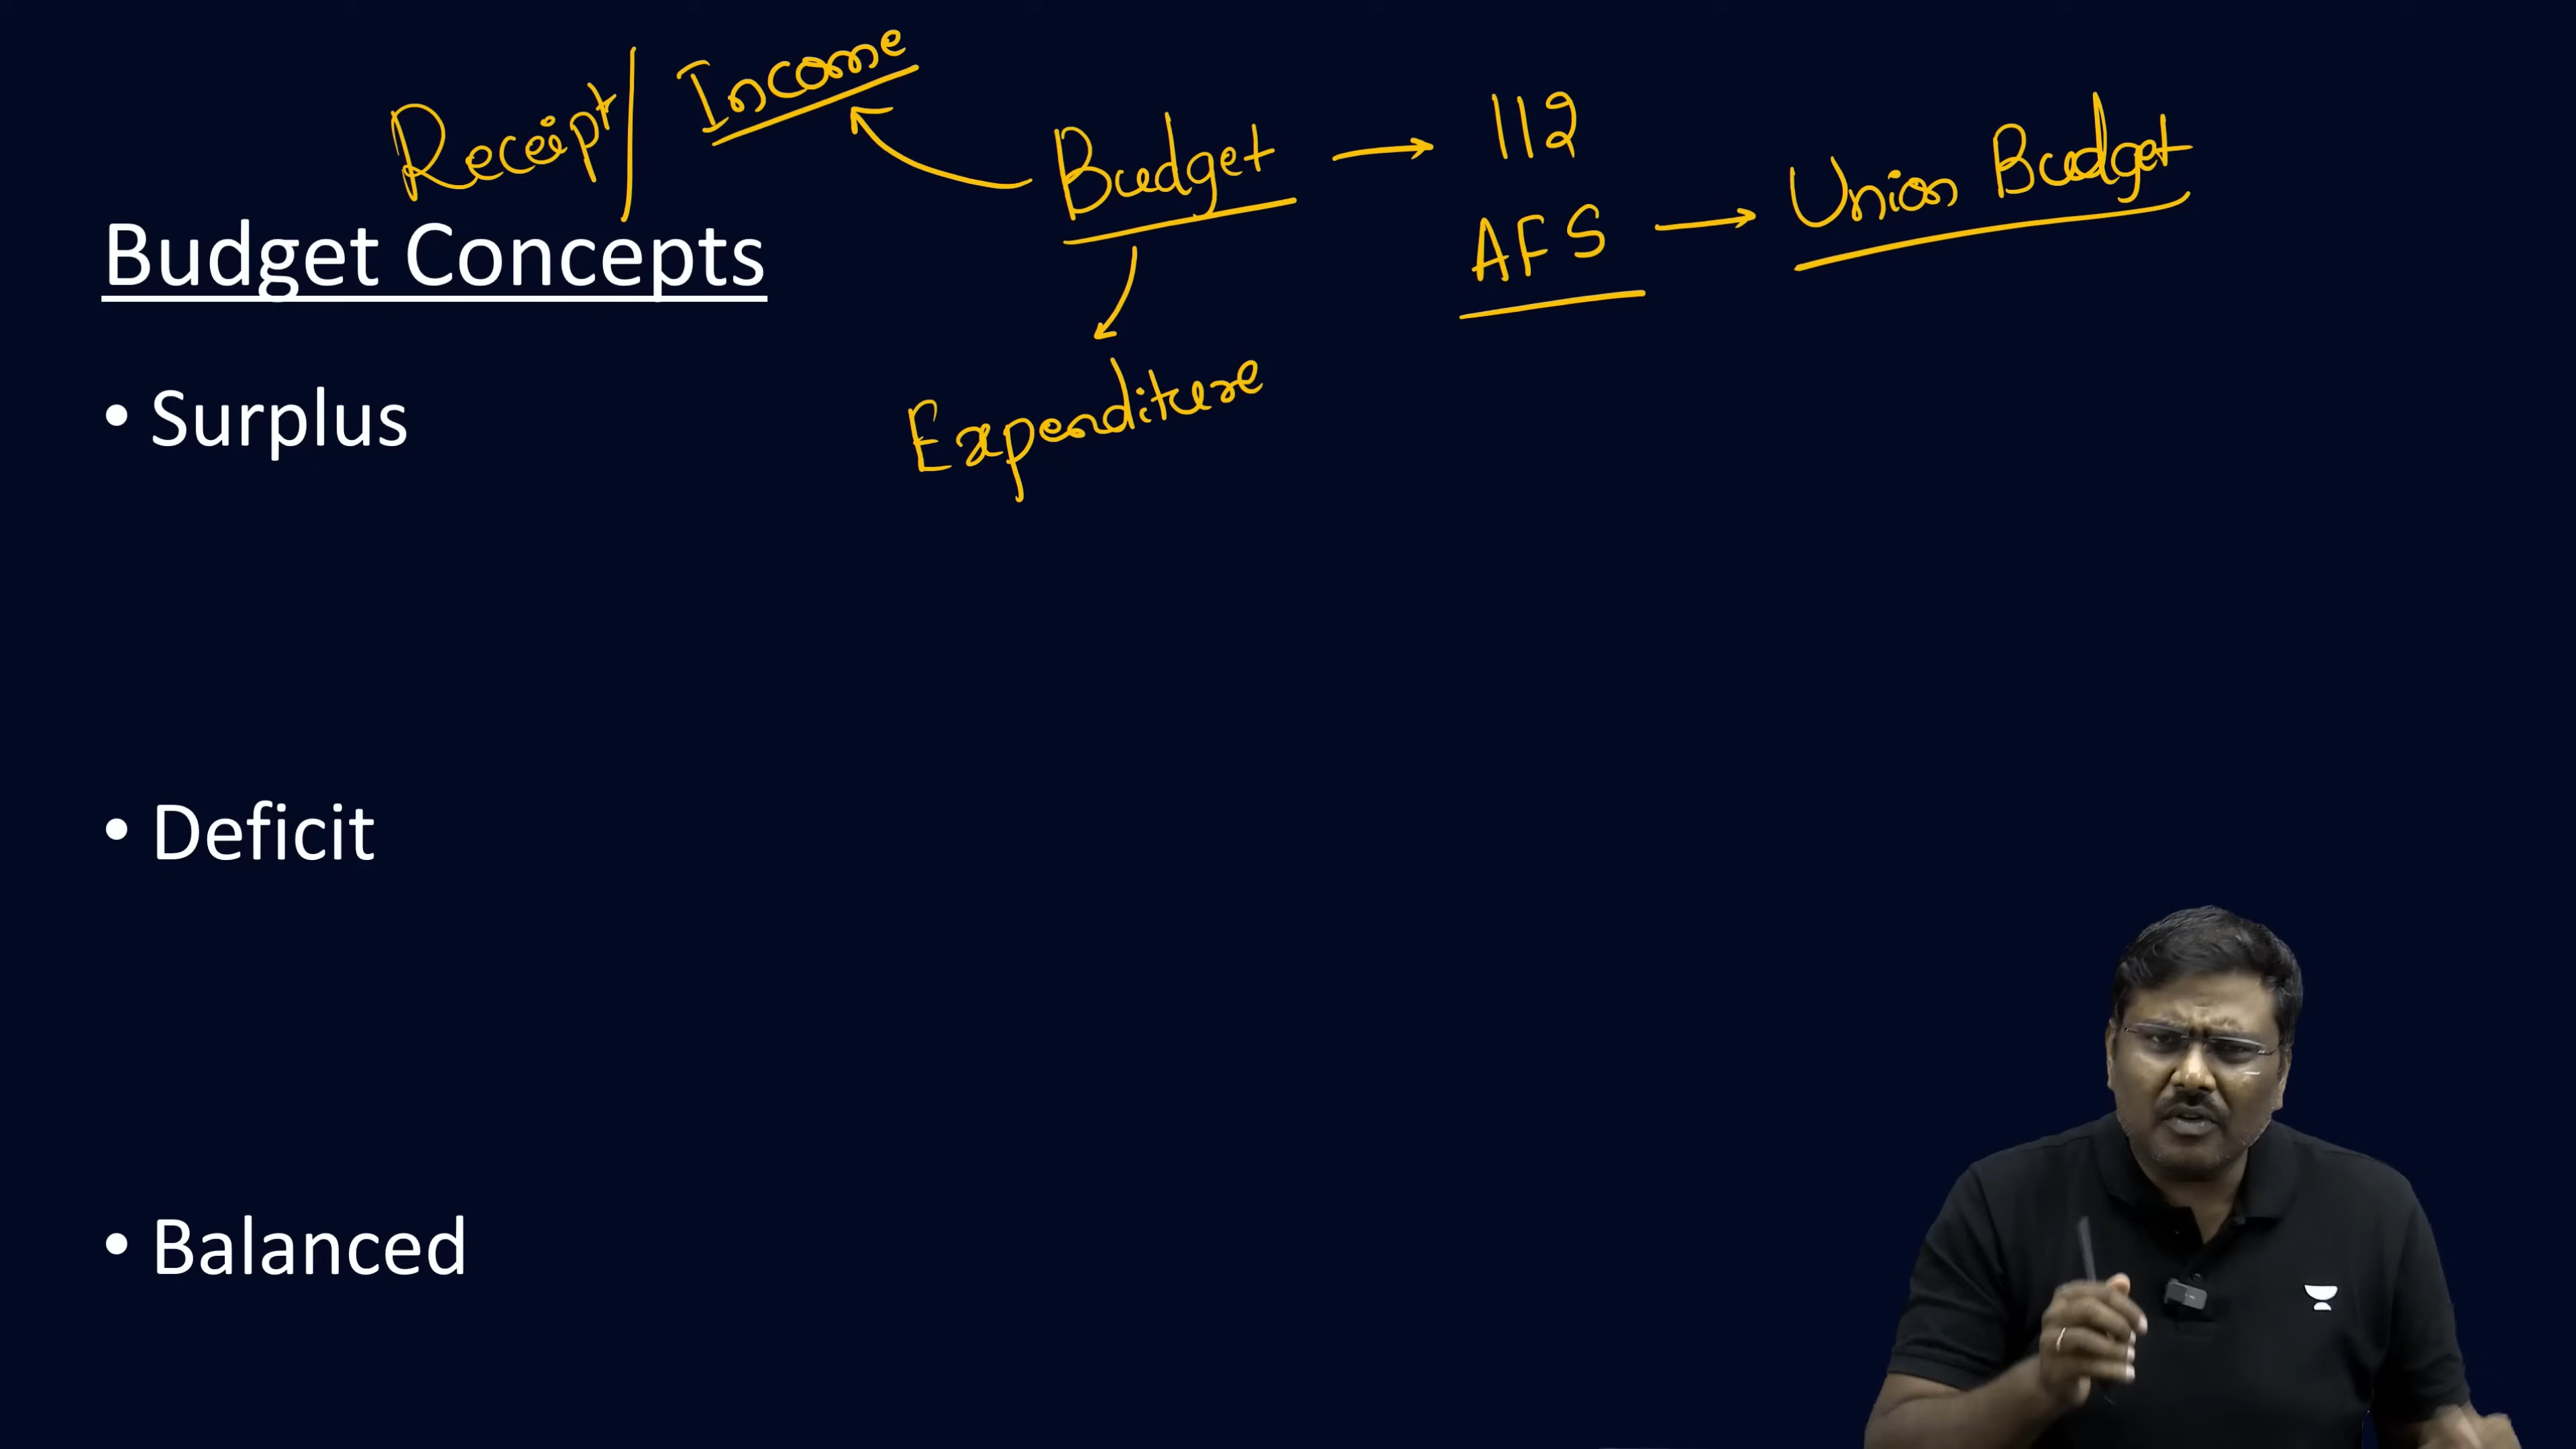 Receipt/ Income
Budget → 112
AFS → Union Budget
Budget Concepts
Expenditure
• Surplus
• Deficit
• Balanced